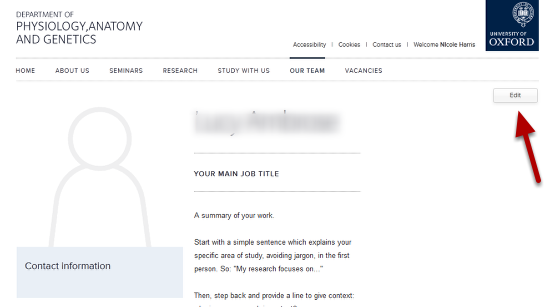 DEPARTMENT OF
PHYSIOLOGY,ANATOMY
AND GENETICS
Accessibility | Cookies | Contact us | Welcome Nicole Harris
UNIVERSITY OF
OXFORD
HOME ABOUT US SEMINARS RESEARCH STUDY WITH US OUR TEAM VACANCIES
Edit
YOUR MAIN JOB TITLE
A summary of your work.
Start with a simple sentence which explains your
specific area of study, avoiding jargon, in the first
person. So: "My research focuses on..."
Contact information
Then, step back and provide a line to give context: